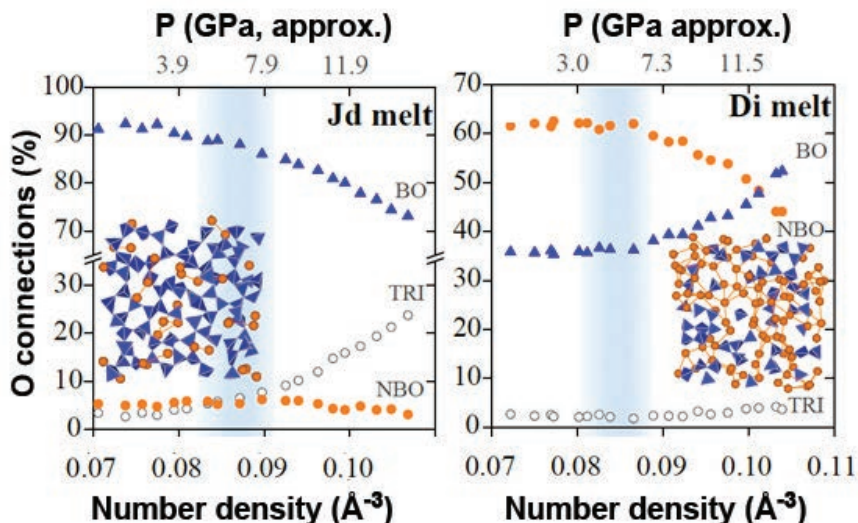 P (GPa, approx.)
3.9 7.9 11.9
Jd melt
O connections (%)
100
90
80
70
30
20
10
0
BO
TRI
NBO
0.07 0.08 0.09 0.10
Number density (Å-3)
P (GPa approx.)
3.0 7.3 11.5
Di melt
70
60
50
40
30
20
10
0
BO
NBO
TRI
0.07 0.08 0.09 0.10 0.11
Number density (Å-3)